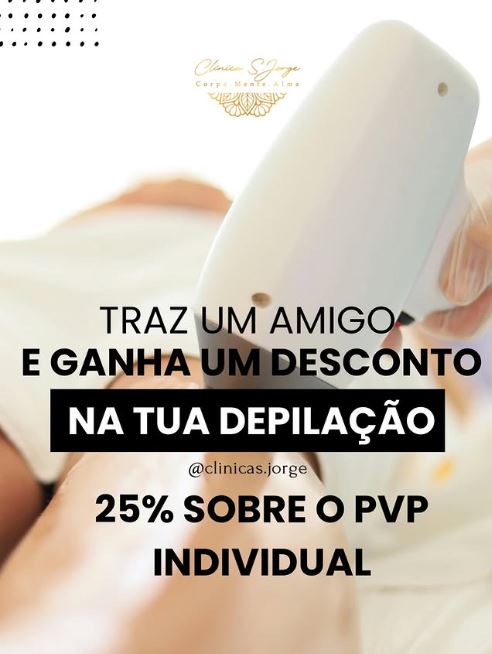 Clínica S. Jorge
Corpo.Mente.Alma
TRAZ UM AMIGO
E GANHA UM DESCONTO
NA TUA DEPILAÇÃO
@clinicas.jorge
25% SOBRE O PVP
INDIVIDUAL